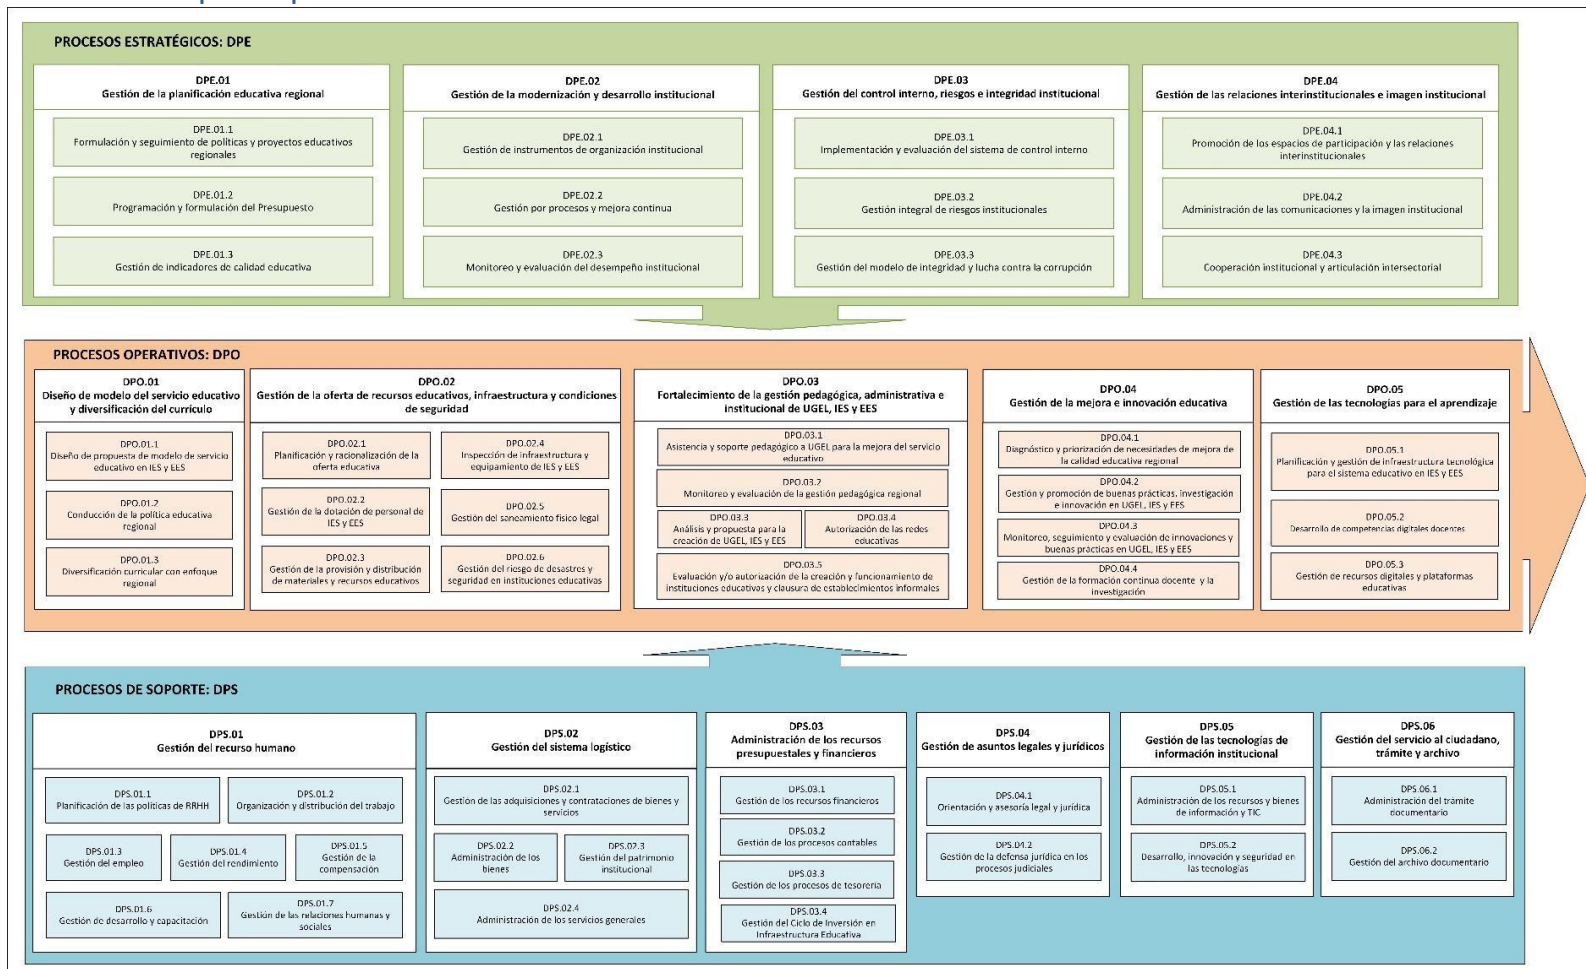 PROCESOS ESTRATÉGICOS: DPE
DPE.01
Gestión de la planificación educativa regional
DPE.01.1
Formulación y seguimiento de políticas y proyectos educativos
regionales
DPE.01.2
Programación y formulación del Presupuesto
DPE.01.3
Gestión de indicadores de calidad educativa
DPE.02
Gestión de la modernización y desarrollo institucional
DPE.02.1
Gestión de instrumentos de organización institucional
DPE.02.2
Gestión por procesos y mejora continua
DPE.02.3
Monitoreo y evaluación del desempeño institucional
DPE.03
Gestión del control interno, riesgos e integridad institucional
DPE.03.1
Implementación y evaluación del sistema de control interno
DPE.03.2
Gestión integral de riesgos institucionales
DPE.03.3
Gestión del modelo de integridad y lucha contra la corrupción
DPE.04
Gestión de las relaciones interinstitucionales e imagen institucional
DPE.04.1
Promoción de los espacios de participación y las relaciones
interinstitucionales
DPE.04.2
Administración de las comunicaciones y la imagen institucional
DPE.04.3
Cooperación institucional y articulación intersectorial
PROCESOS OPERATIVOS: DPO
DPO.01
Diseño de modelo del servicio educativo
y diversificación del currículo
DPO.01.1
Diseño de propuesta de modelo de servicio
educativo en IES y EES
DPO.01.2
Conducción de la política educativa
regional
DPO.01.3
Diversificación curricular con enfoque
regional
DPO.02
Gestión de la oferta de recursos educativos, infraestructura y condiciones
de seguridad
DPO.02.1
Planificación y racionalización de la
oferta educativa
DPO.02.4
Inspección de infraestructura y
equipamiento de IES y EES
DPO.02.2
Gestión de la dotación de personal de
IES y EES
DPO.02.5
Gestión del saneamiento físico legal
DPO.02.3
Gestión de la provisión y distribución
de materiales y recursos educativos
DPO.02.6
Gestión del riesgo de desastres y
seguridad en instituciones educativas
DPO.03
Fortalecimiento de la gestión pedagógica, administrativa e
institucional de UGEL, IES y EES
DPO.03.1
Asistencia y soporte pedagógico a UGEL para la mejora del servicio
educativo
DPO.03.2
Monitoreo y evaluación de la gestión pedagógica regional
DPO.03.3
Análisis y propuesta para la
creación de UGEL, IES y EES
DPO.03.4
Autorización de las redes
educativas
DPO.03.5
Evaluación y/o autorización de la creación y funcionamiento de
instituciones educativas y clausura de establecimientos informales
DPO.04
Gestión de la mejora e innovación educativa
DPO.04.1
Diagnóstico y priorización de necesidades de mejora de
la calidad educativa regional
DPO.04.2
Gestión y promoción de buenas prácticas, investigación
e innovación en UGEL, IES y EES
DPO.04.3
Monitoreo, seguimiento y evaluación de innovaciones y
buenas prácticas en UGEL, IES y EES
DPO.04.4
Gestión de la formación continua docente y la
investigación
DPO.05
Gestión de las tecnologías para el aprendizaje
DPO.05.1
Planificación y gestión de infraestructura tecnológica
para el sistema educativo en IES y EES
DPO.05.2
Desarrollo de competencias digitales docentes
DPO.05.3
Gestión de recursos digitales y plataformas
educativas
PROCESOS DE SOPORTE: DPS
DPS.01
Gestión del recurso humano
DPS.01.1
Planificación de las políticas de RRHH
DPS.01.2
Organización y distribución del trabajo
DPS.01.3
Gestión del empleo
DPS.01.4
Gestión del rendimiento
DPS.01.5
Gestión de la
compensación
DPS.01.6
Gestión de desarrollo y capacitación
DPS.01.7
Gestión de las relaciones humanas y
sociales
DPS.02
Gestión del sistema logístico
DPS.02.1
Gestión de las adquisiciones y contrataciones de bienes y
servicios
DPS.02.2
Administración de los
bienes
DPS.02.3
Gestión del patrimonio
institucional
DPS.02.4
Administración de los servicios generales
DPS.03
Administración de los recursos
presupuestales y financieros
DPS.03.1
Gestión de los recursos financieros
DPS.03.2
Gestión de los procesos contables
DPS.03.3
Gestión de los procesos de tesorería
DPS.03.4
Gestión del Ciclo de Inversión en
Infraestructura Educativa
DPS.04
Gestión de asuntos legales y jurídicos
DPS.04.1
Orientación y asesoría legal y jurídica
DPS.04.2
Gestión de la defensa jurídica en los
procesos judiciales
DPS.05
Gestión de las tecnologías de
información institucional
DPS.05.1
Administración de los recursos y bienes
de información y TIC
DPS.05.2
Desarrollo, innovación y seguridad en
las tecnologías
DPS.06
Gestión del servicio al ciudadano,
trámite y archivo
DPS.06.1
Administración del trámite
documentario
DPS.06.2
Gestión del archivo documentario